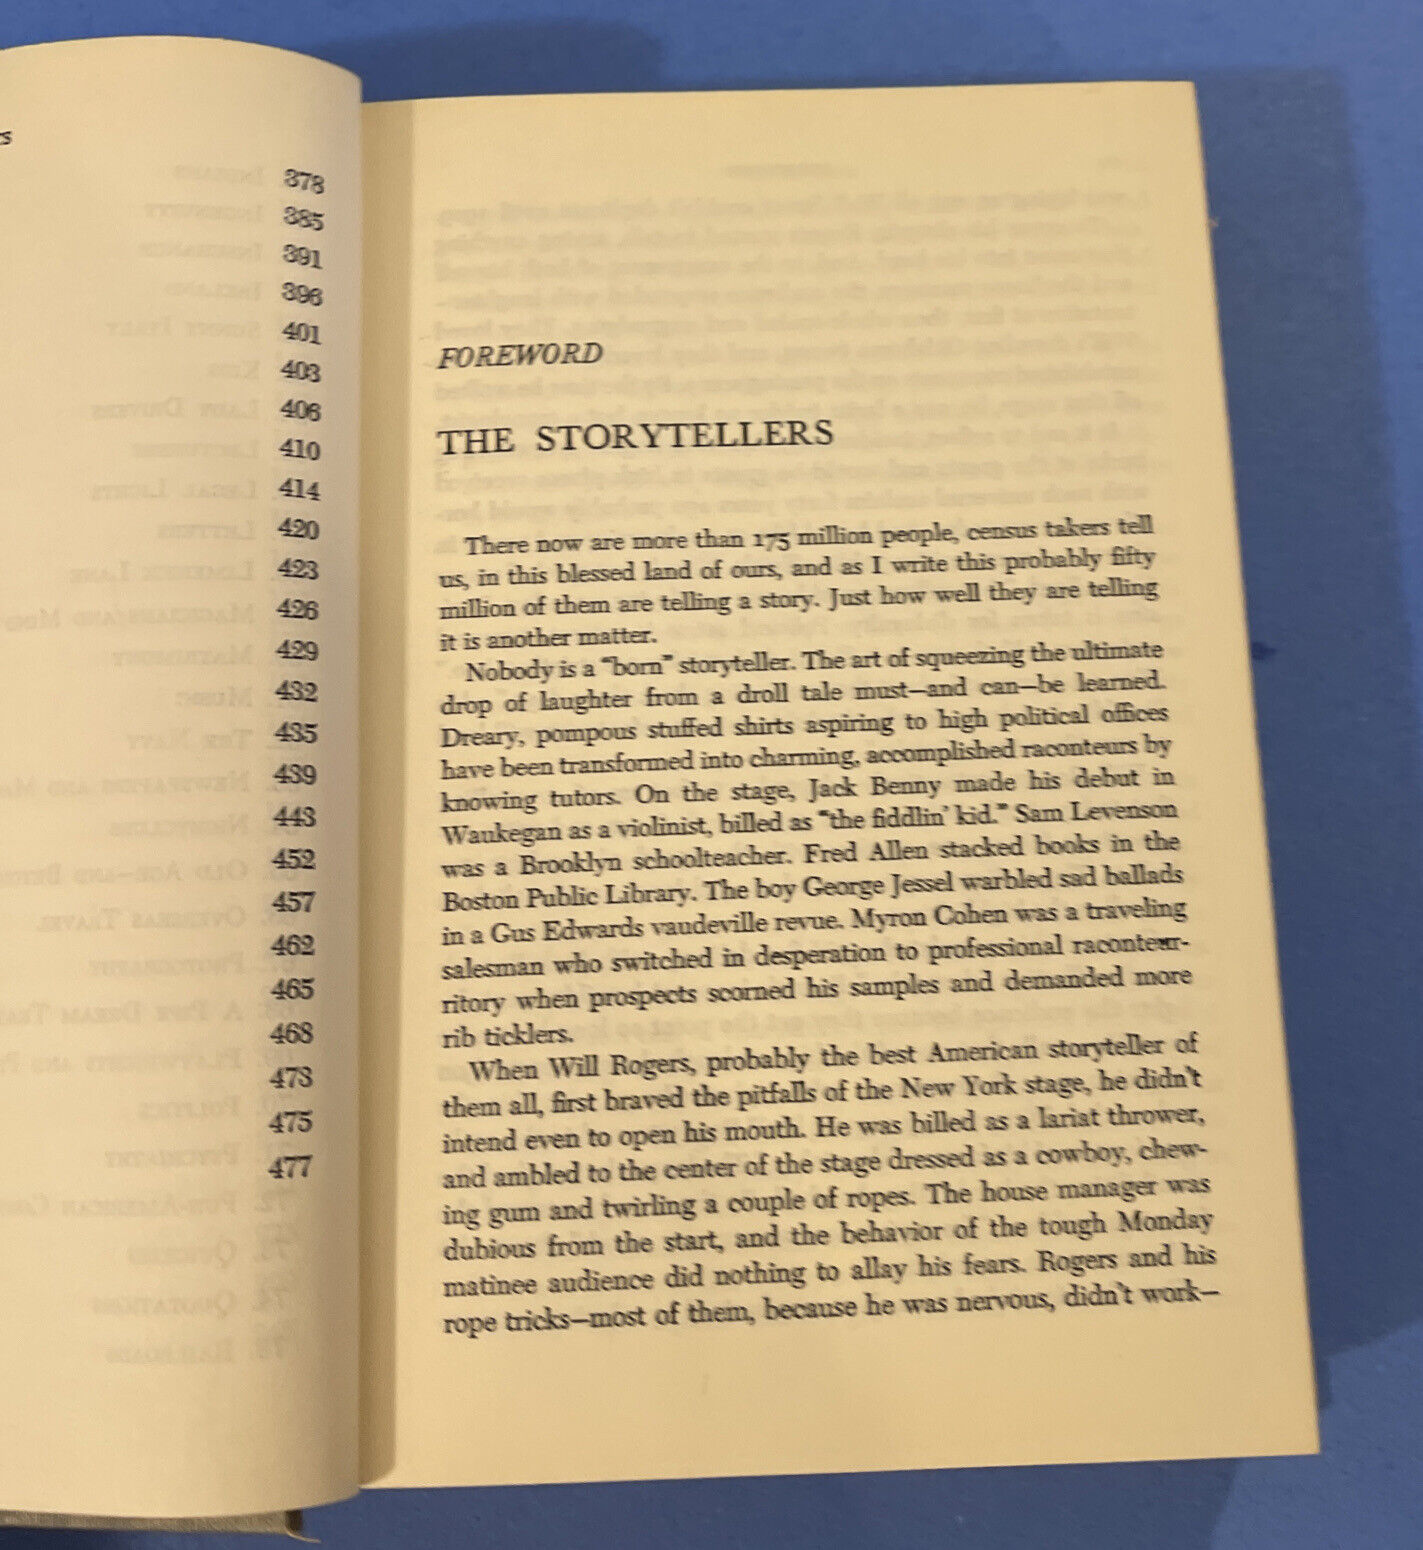 378
385
391
396
401
403
406
410
414
420
423
426
429
432
435
439
443
452
457
462
465
468
473
475
477
FOREWORD
THE STORYTELLERS
There now are more than 175 million people, census takers tell
us, in this blessed land of ours, and as I write this probably fifty
million of them are telling a story. Just how well they are telling
it is another matter.
Nobody is a "born" storyteller. The art of squeezing the ultimate
drop of laughter from a droll tale must—and can—be learned.
Dreary, pompous stuffed shirts aspiring to high political offices
have been transformed into charming, accomplished raconteurs by
knowing tutors. On the stage, Jack Benny made his debut in
Waukegan as a violinist, billed as "the fiddlin' kid." Sam Levenson
was a Brooklyn schoolteacher. Fred Allen stacked books in the
Boston Public Library. The boy George Jessel warbled sad ballads
in a Gus Edwards vaudeville revue. Myron Cohen was a traveling
salesman who switched in desperation to professional raconteur-
ritory when prospects scorned his samples and demanded more
rib ticklers.
When Will Rogers, probably the best American storyteller of
them all, first braved the pitfalls of the New York stage, he didn't
intend even to open his mouth. He was billed as a lariat thrower,
and ambled to the center of the stage dressed as a cowboy, chew-
ing gum and twirling a couple of ropes. The house manager was
dubious from the start, and the behavior of the tough Monday
matinee audience did nothing to allay his fears. Rogers and his
rope tricks—most of them, because he was nervous, didn't work—